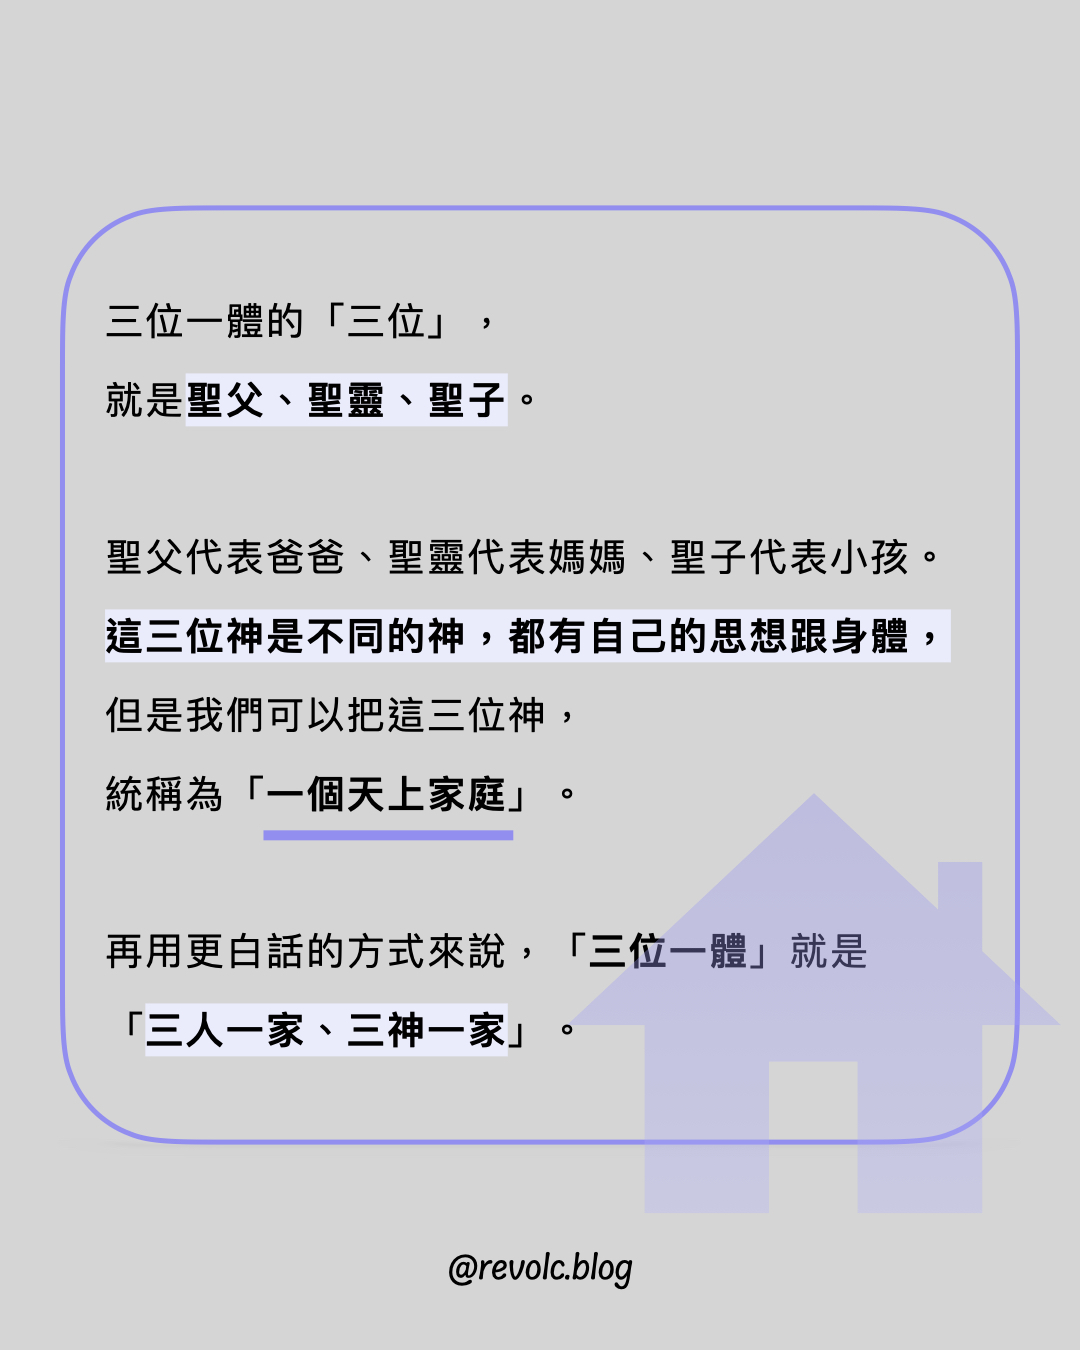 三位一體的「三位」，
就是聖父、聖靈、聖子。
聖父代表爸爸、聖靈代表媽媽、聖子代表小孩。
這三位神是不同的神，都有自己的思想跟身體，
但是我們可以把這三位神，
統稱為「一個天上家庭」。
再用更白話的方式來說，「三位一體」就是
「三人一家、三神一家」。
@revolc.blog